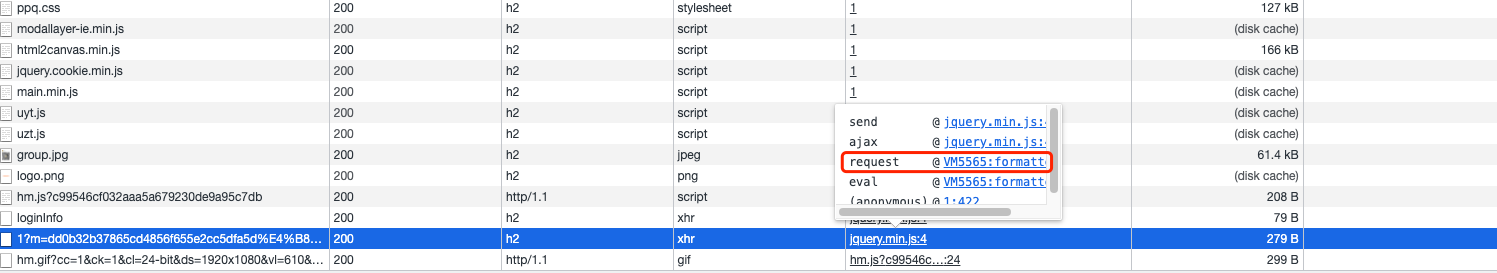 ppq.css 200 h2 stylesheet 1 127 kB
modallayer-ie.min.js 200 h2 script 1 (disk cache)
html2canvas.min.js 200 h2 script 1 166 kB
jquery.cookie.min.js 200 h2 script 1 (disk cache)
main.min.js 200 h2 script 1 (disk cache)
uyt.js 200 h2 script (disk cache)
send @ jquery.min.js:
uzt.js 200 h2 script (disk cache)
ajax @ jquery.min.js:
group.jpg 200 h2 jpeg 61.4 kB
request @ VM5565:formatt
logo.png 200 h2 png (disk cache)
eval @ VM5565:formatt
hm.js?c99546cf032aaa5a679230de9a95c7db 200 http/1.1 script 208 B
(anonymous) @ 1:422
loginInfo 200 h2 xhr 79 B
1?m=dd0b32b37865cd4856f655e2cc5dfa5d%E4%B8... 200 h2 xhr jquery.min.js:4 279 B
hm.gif?cc=1&ck=1&cl=24-bit&ds=1920x1080&vl=610&... 200 http/1.1 gif hm.js?c99546c...:24 299 B